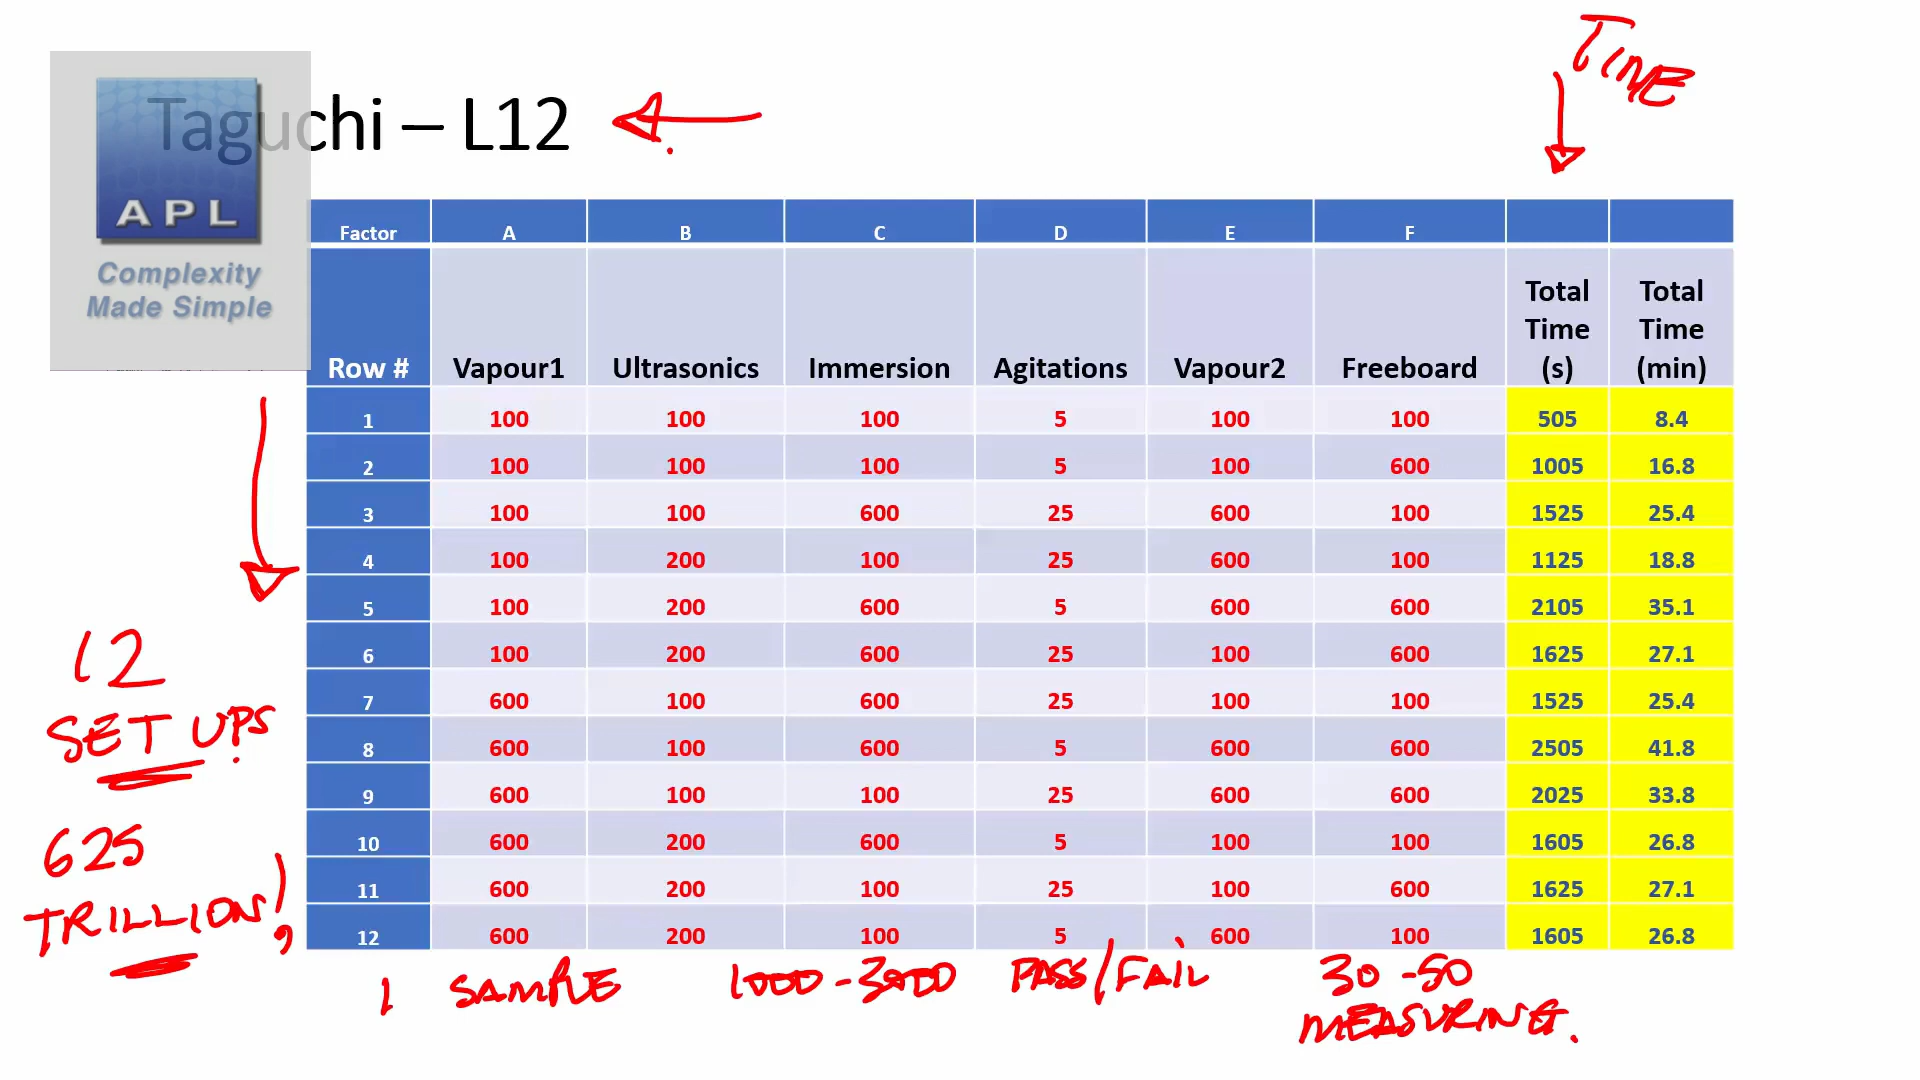 TIME
Taguchi – L12
APL
Complexity
Made Simple
Factor A B C D E F
Row # Vapour1 Ultrasonics Immersion Agitations Vapour2 Freeboard Total Time (s) Total Time (min)
1 100 100 100 5 100 100 505 8.4
2 100 100 100 5 100 600 1005 16.8
3 100 100 600 25 600 100 1525 25.4
4 100 200 100 25 600 100 1125 18.8
5 100 200 600 5 600 600 2105 35.1
6 100 200 600 25 100 600 1625 27.1
7 600 100 600 25 100 100 1525 25.4
8 600 100 600 5 600 600 2505 41.8
9 600 100 100 25 600 600 2025 33.8
10 600 200 600 5 100 100 1605 26.8
11 600 200 100 25 100 600 1625 27.1
12 600 200 100 5 600 100 1605 26.8
12
SET UPS
625
TRILLION!
1 SAMPLE 1000-3000 PASS/FAIL 30-50
MEASURING.